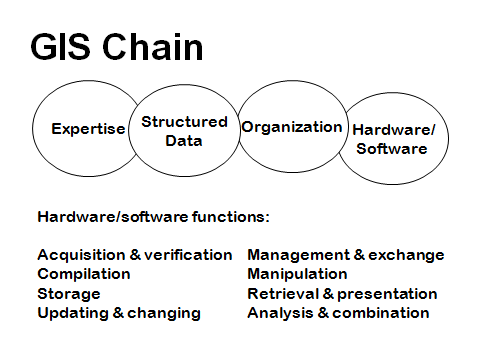 GIS Chain
Expertise
Structured
Data
Organization
Hardware/
Software
Hardware/software functions:
Acquisition & verification
Compilation
Storage
Updating & changing
Management & exchange
Manipulation
Retrieval & presentation
Analysis & combination